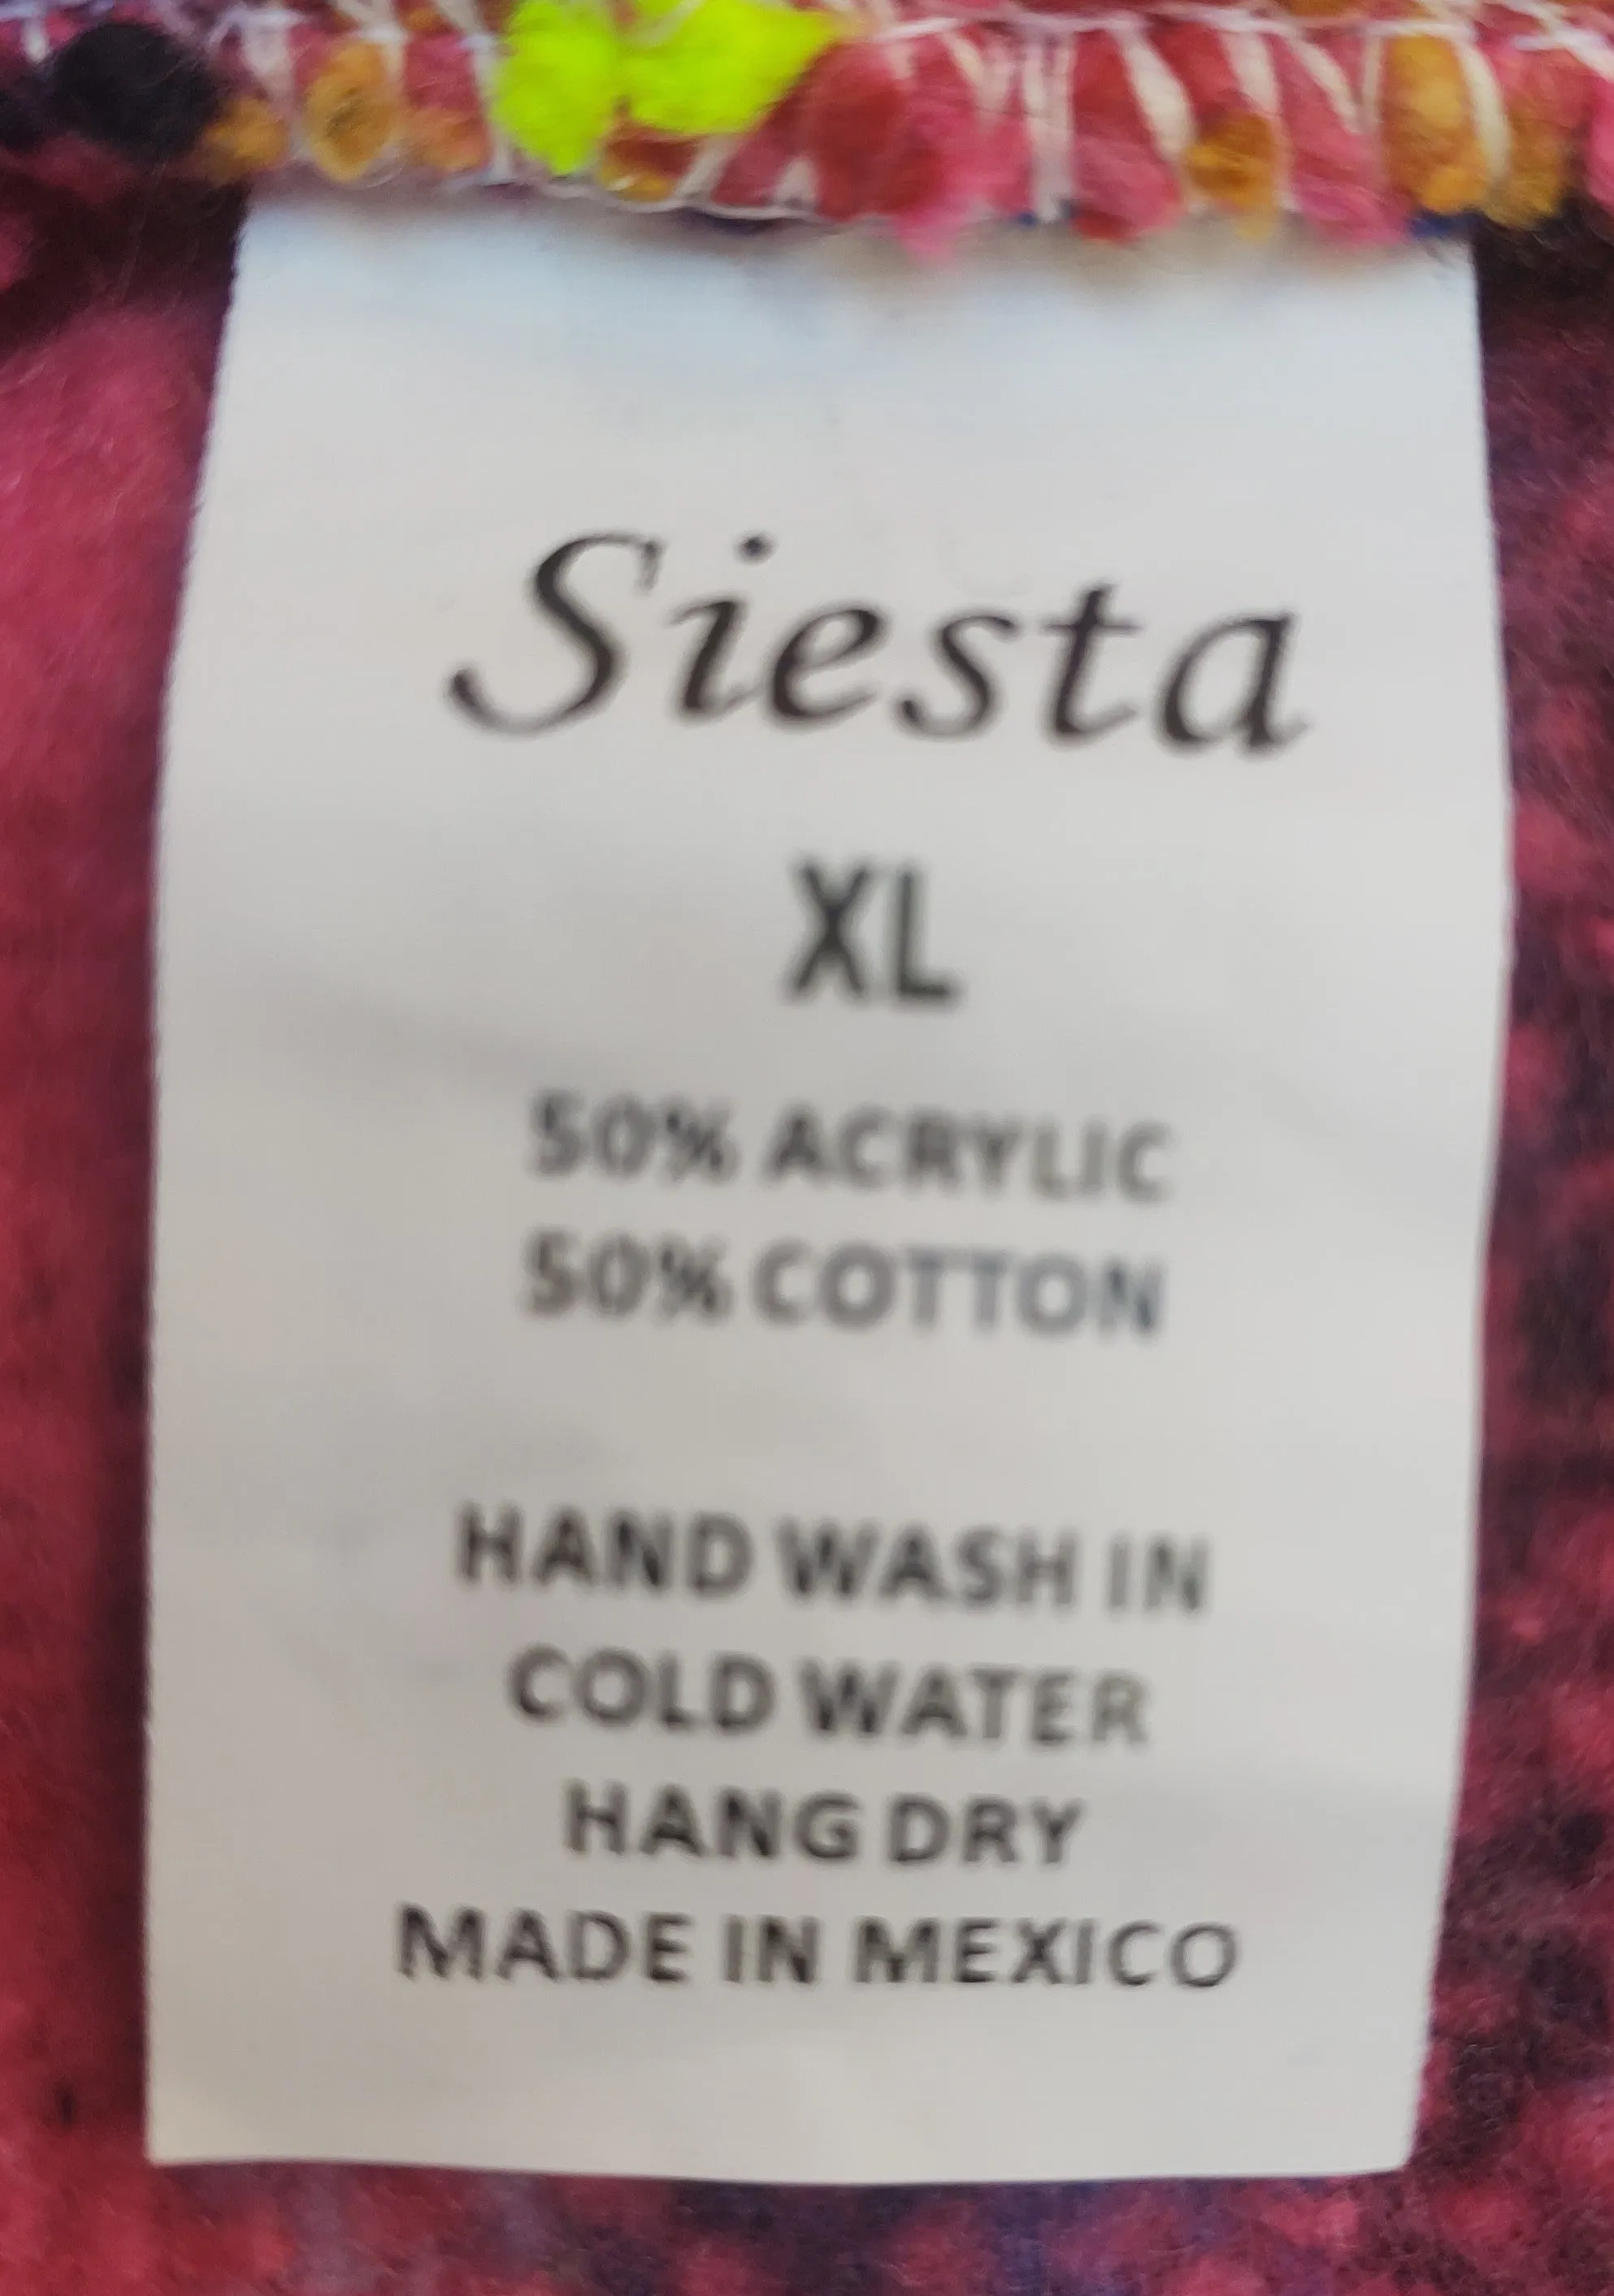 Siesta
XL
50% ACRYLIC
50% COTTON
HAND WASH IN
COLD WATER
HANG DRY
MADE IN MEXICO